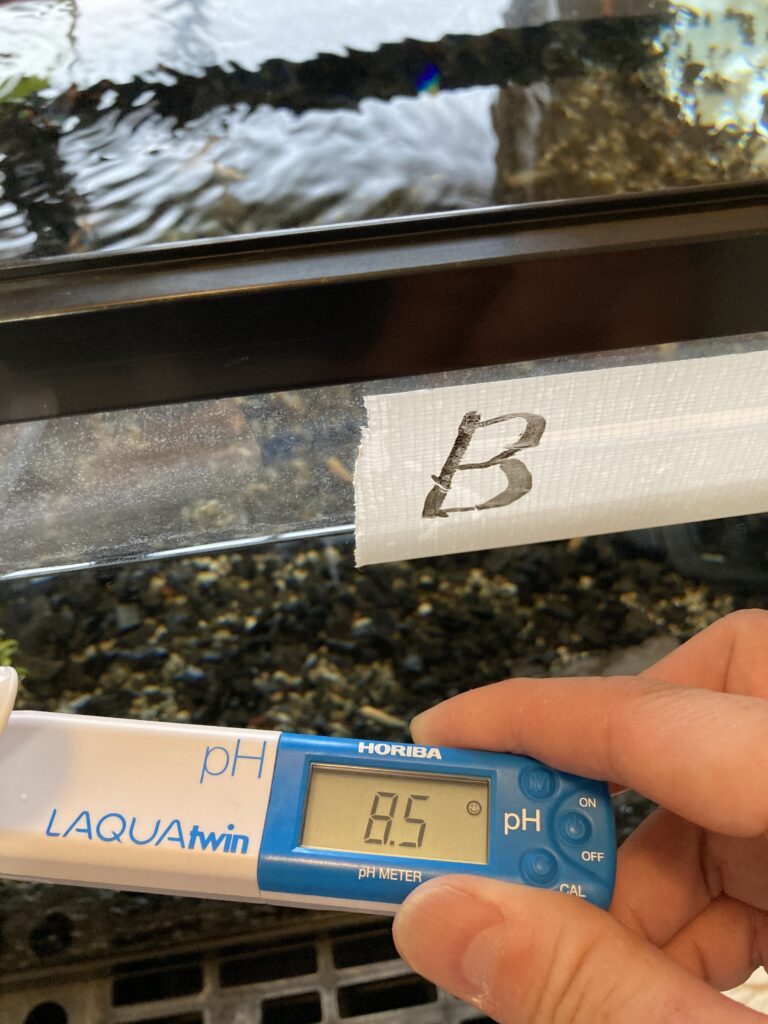 B
HORIBA
pH
LAQUAtwin
8.5
pH
ON
OFF
CAL
pH METER